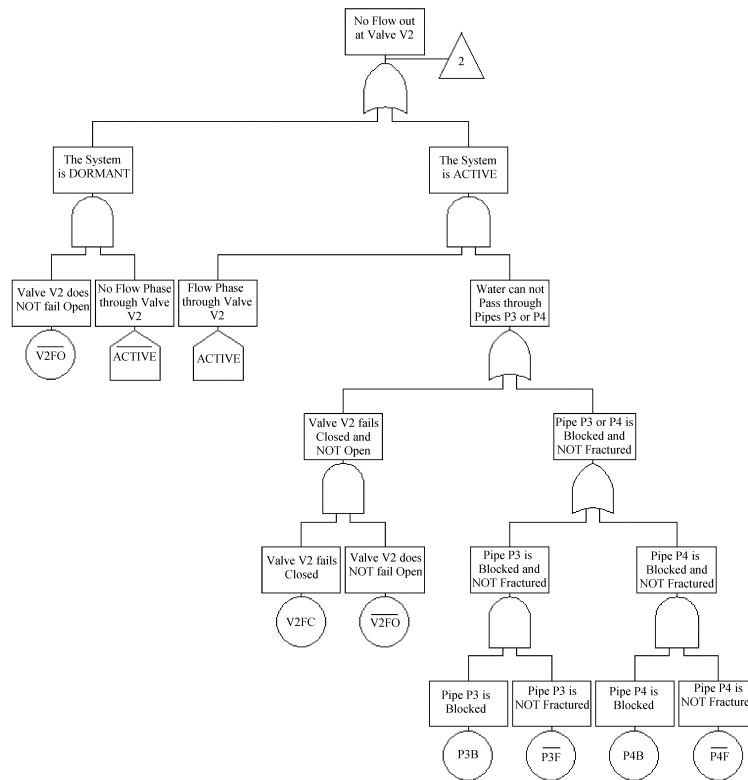 No Flow out
at Valve V2
2
The System
is DORMANT
The System
is ACTIVE
Valve V2 does
NOT fail Open
No Flow Phase
through Valve
V2
Flow Phase
through Valve
V2
Water can not
Pass through
Pipes P3 or P4
V2FO
ACTIVE
ACTIVE
Valve V2 fails
Closed and
NOT Open
Pipe P3 or P4 is
Blocked and
NOT Fractured
Valve V2 fails
Closed
Valve V2 does
NOT fail Open
Pipe P3 is
Blocked and
NOT Fractured
Pipe P4 is
Blocked and
NOT Fractured
V2FC
V2FO
Pipe P3 is
Blocked
Pipe P3 is
NOT Fractured
Pipe P4 is
Blocked
Pipe P4 is
NOT Fracture
P3B
P3F
P4B
P4F